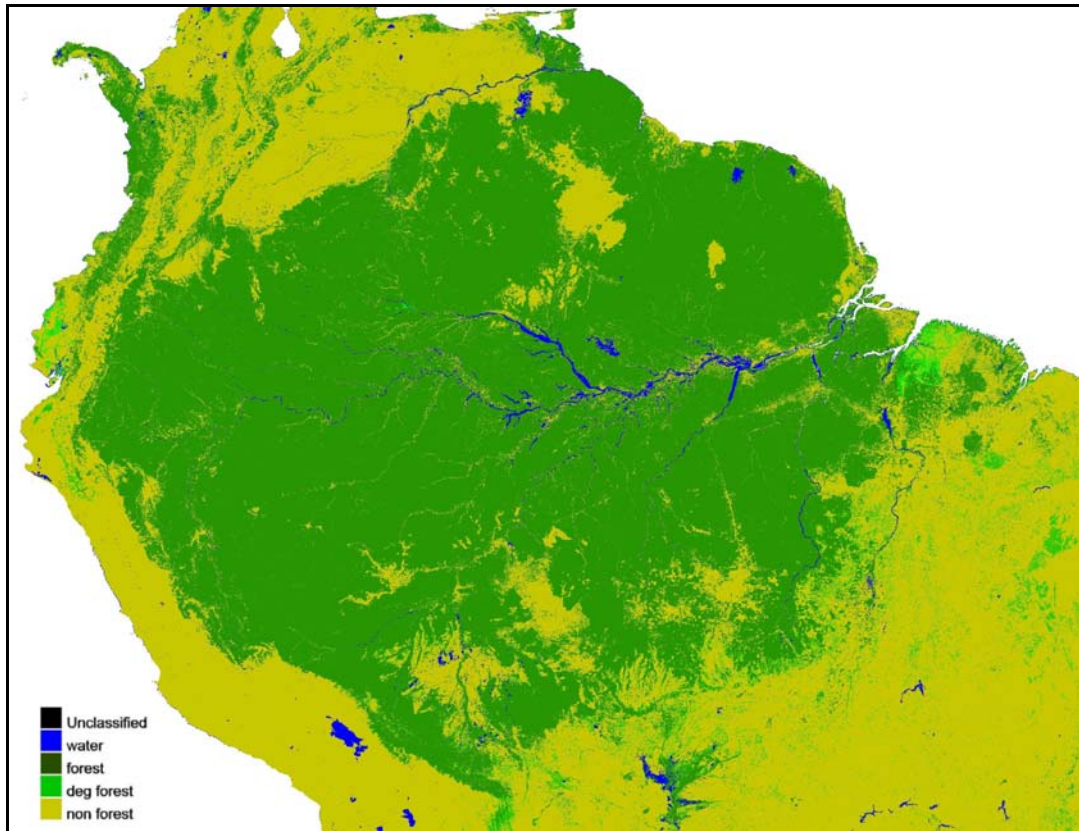 Unclassified
water
forest
deg forest
non forest